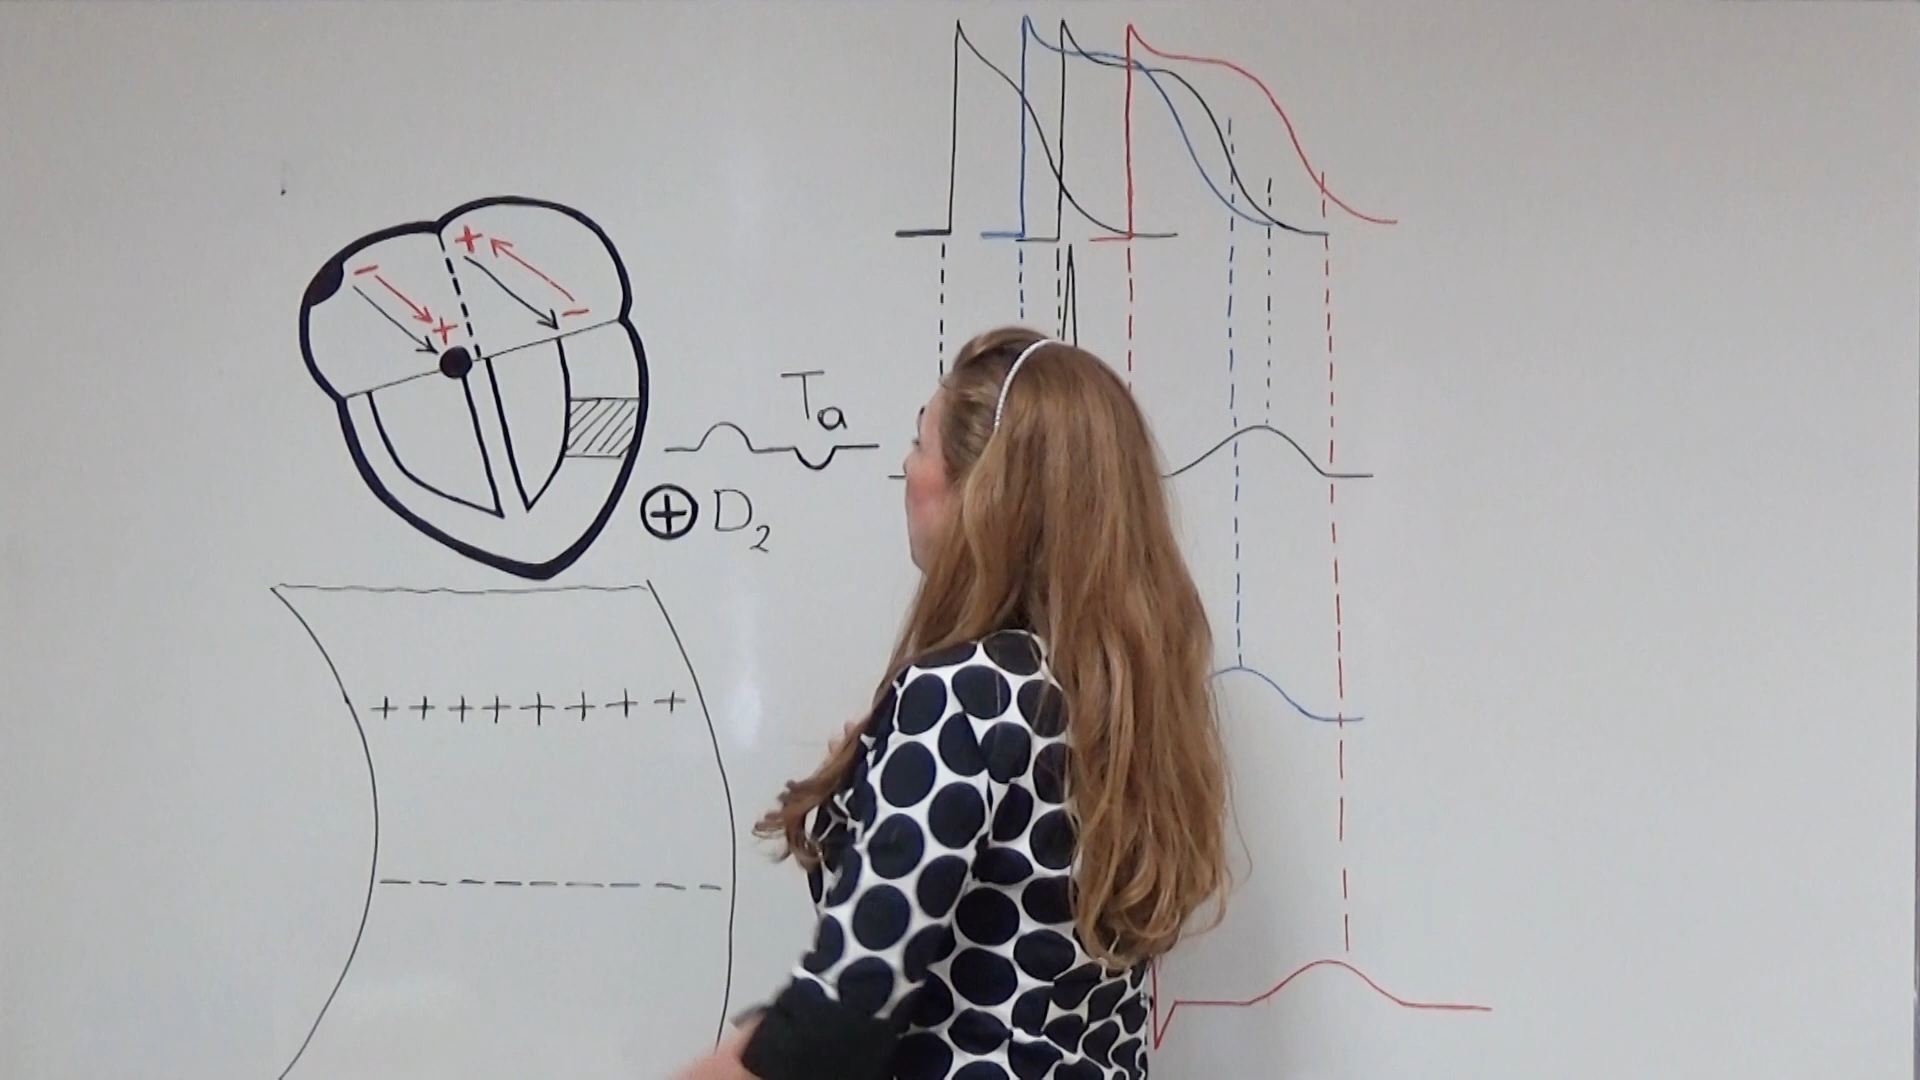 - +
+ -
Ta
⊕ D2
+ + + + + + + +
- - - - - - - - - -